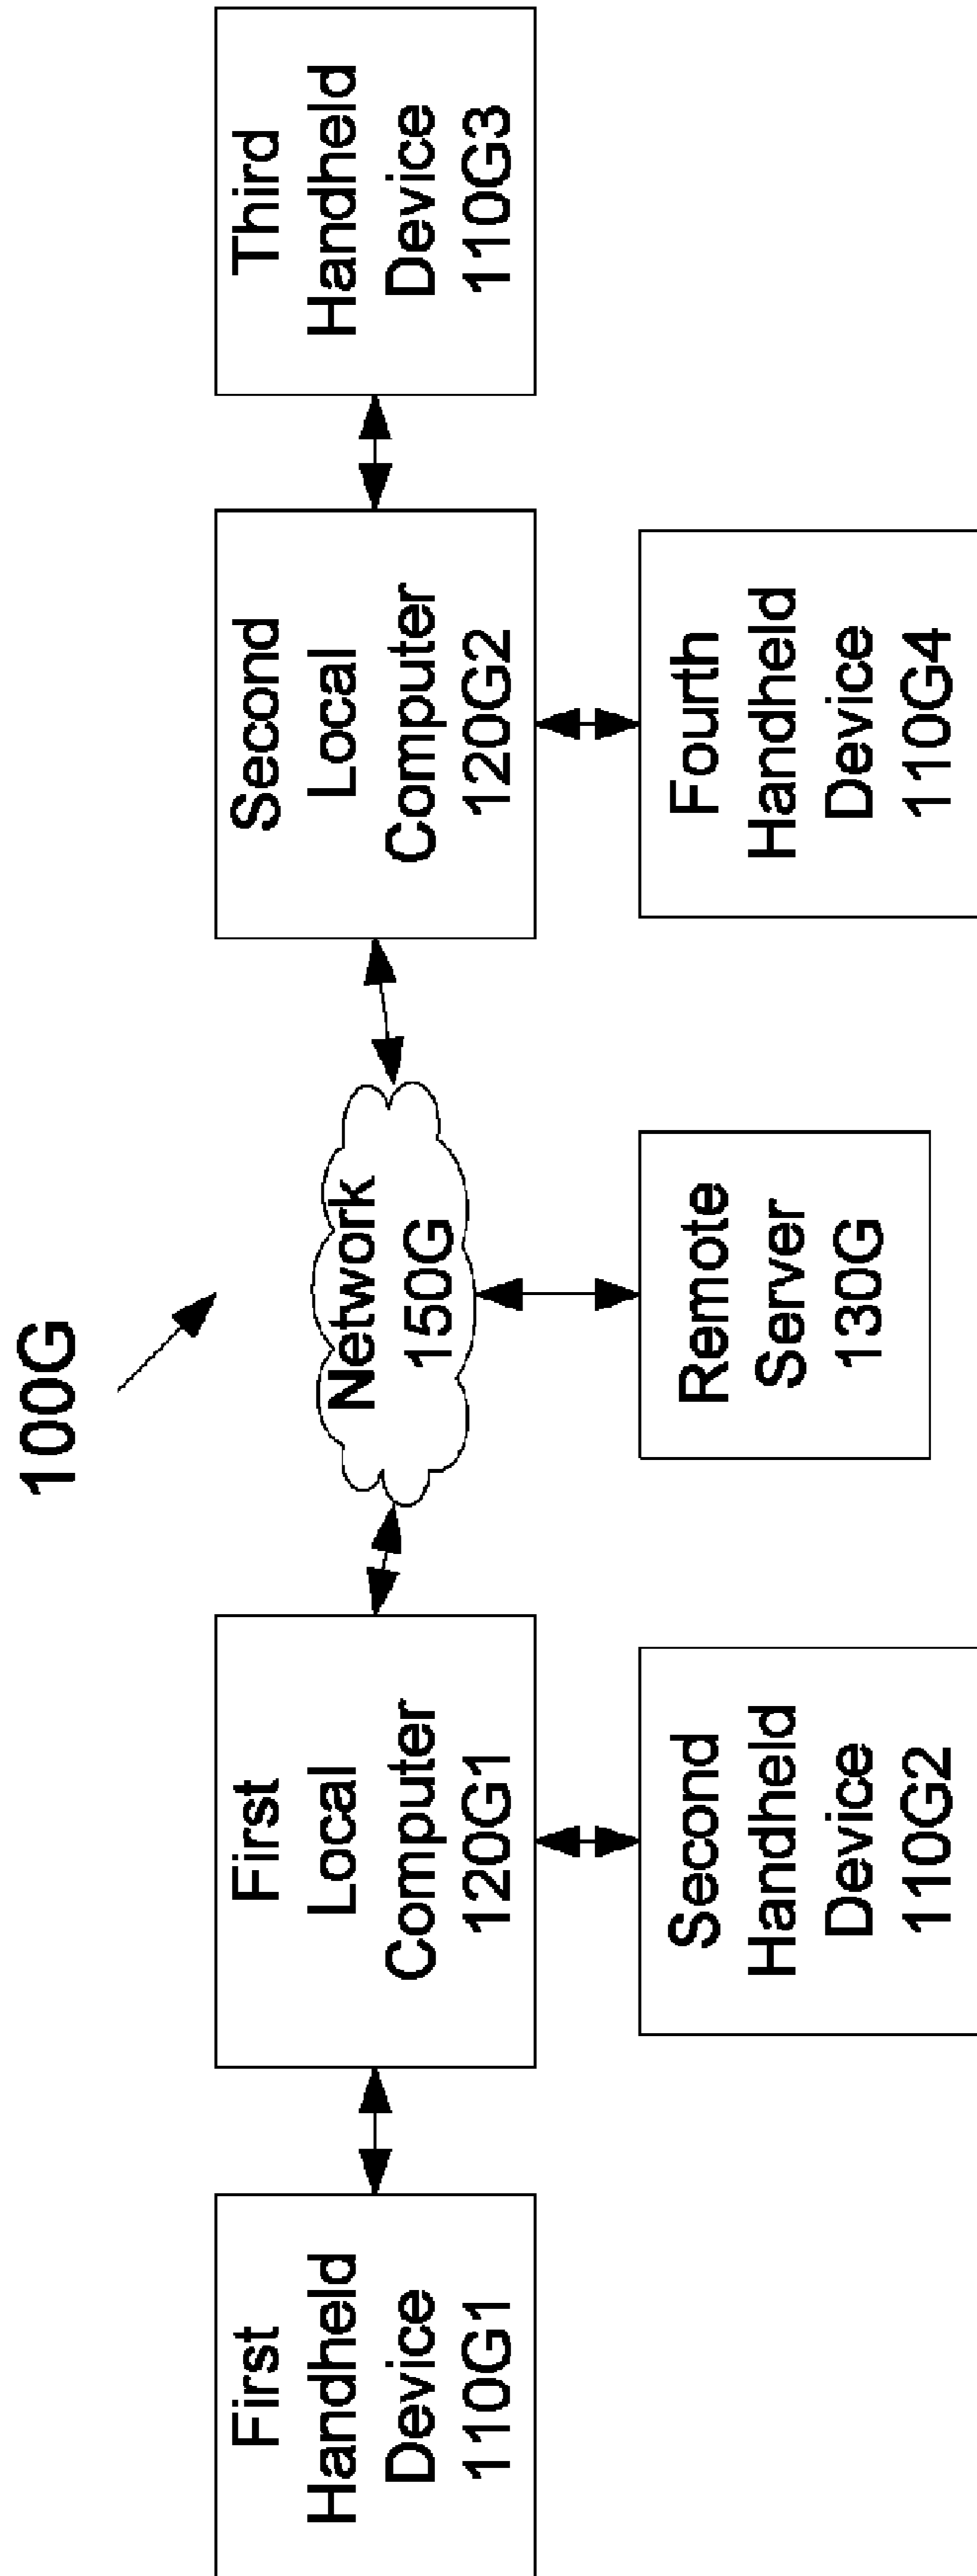 100G
First
Handheld
Device
110G1
First
Local
Computer
120G1
Network
150G
Second
Local
Computer
120G2
Third
Handheld
Device
110G3
Second
Handheld
Device
110G2
Remote
Server
130G
Fourth
Handheld
Device
110G4